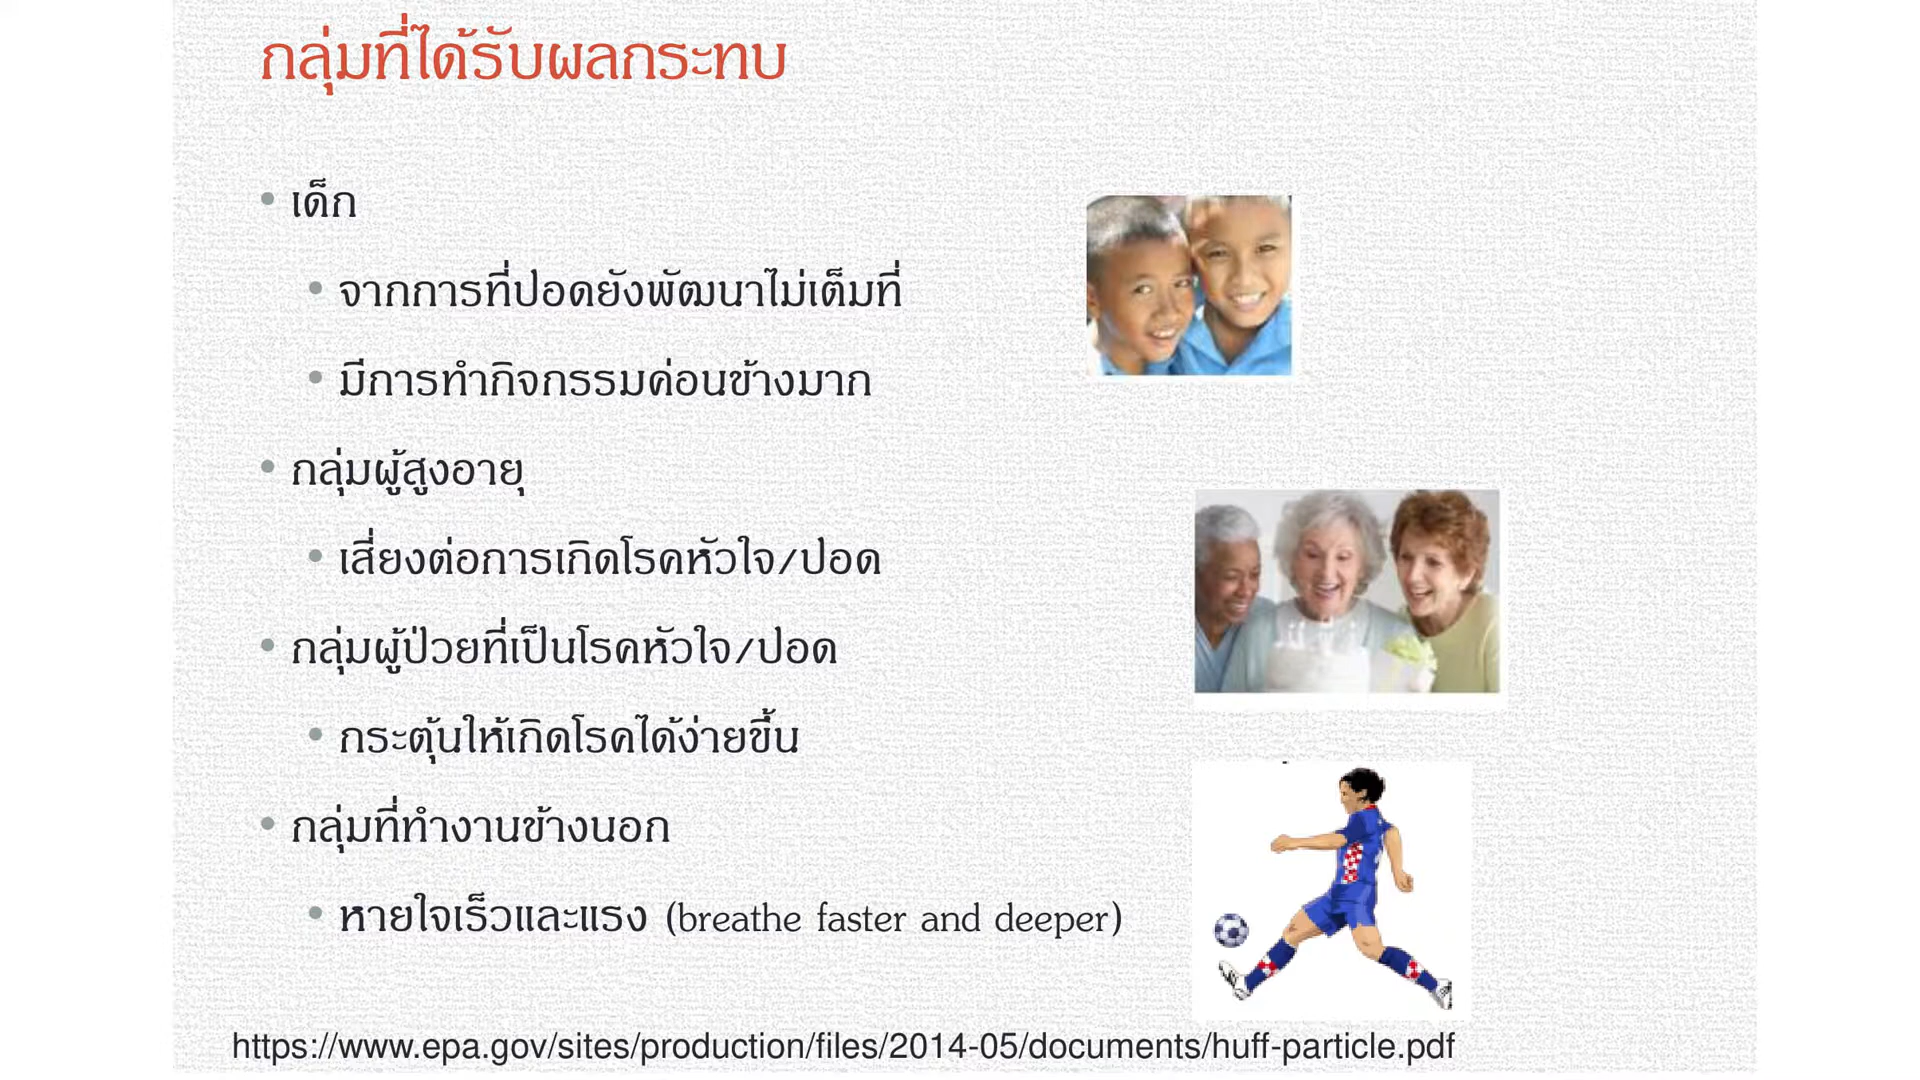 กลุ่มที่ได้รับผลกระทบ
• เด็ก
• จากการที่ปอดยังพัฒนาไม่เต็มที่
• มีการทำกิจกรรมค่อนข้างมาก
• กลุ่มผู้สูงอายุ
• เสี่ยงต่อการเกิดโรคหัวใจ/ปอด
• กลุ่มผู้ป่วยที่เป็นโรคหัวใจ/ปอด
• กระตุ้นให้เกิดโรคได้ง่ายขึ้น
• กลุ่มที่ทำงานข้างนอก
• หายใจเร็วและแรง (breathe faster and deeper)
https://www.epa.gov/sites/production/files/2014-05/documents/huff-particle.pdf